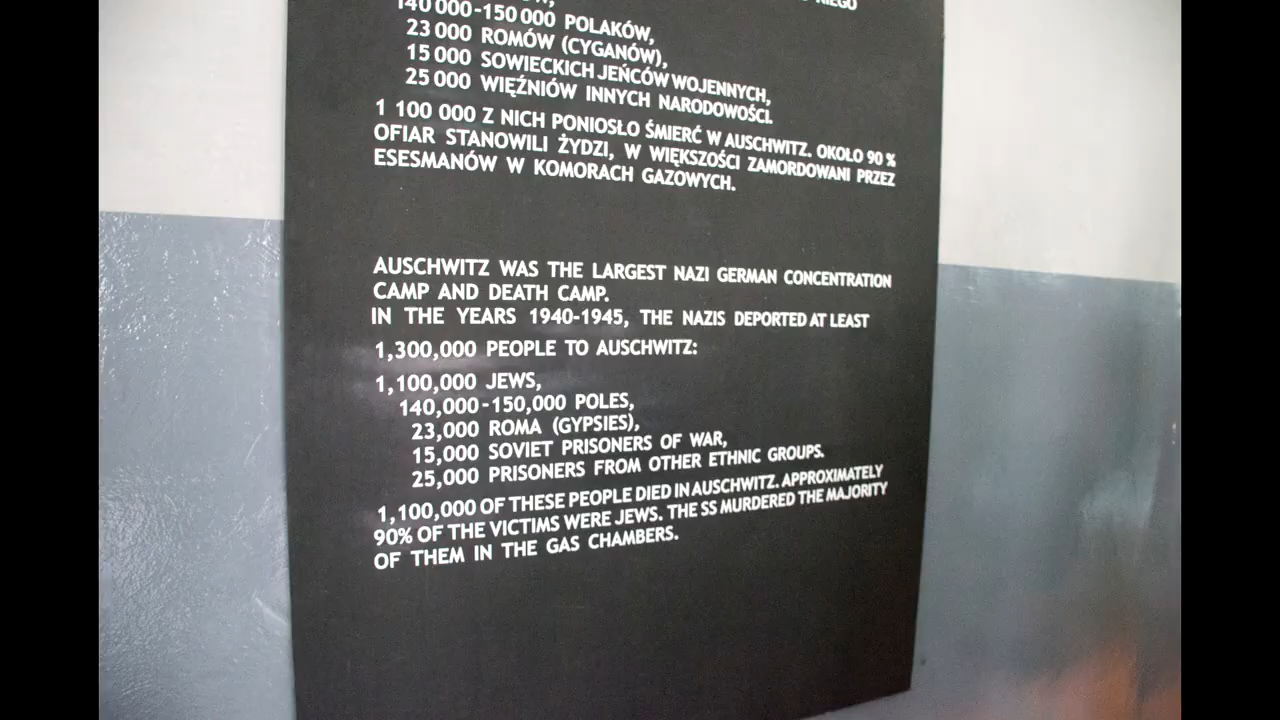 NIEGO
140 000-150 000 POLAKÓW,
23 000 ROMÓW (CYGANÓW),
15 000 SOWIECKICH JEŃCÓW WOJENNYCH,
25 000 WIĘŹNIÓW INNYCH NARODOWOŚCI.
1 100 000 Z NICH PONIOSŁO ŚMIERĆ W AUSCHWITZ. OKOŁO 90 %
OFIAR STANOWILI ŻYDZI, W WIĘKSZOŚCI ZAMORDOWANI PRZEZ
ESESMANÓW W KOMORACH GAZOWYCH.
AUSCHWITZ WAS THE LARGEST NAZI GERMAN CONCENTRATION
CAMP AND DEATH CAMP.
IN THE YEARS 1940-1945, THE NAZIS DEPORTED AT LEAST
1,300,000 PEOPLE TO AUSCHWITZ:
1,100,000 JEWS,
140,000-150,000 POLES,
23,000 ROMA (GYPSIES),
15,000 SOVIET PRISONERS OF WAR,
25,000 PRISONERS FROM OTHER ETHNIC GROUPS.
1,100,000 OF THESE PEOPLE DIED IN AUSCHWITZ. APPROXIMATELY
90% OF THE VICTIMS WERE JEWS. THE SS MURDERED THE MAJORITY
OF THEM IN THE GAS CHAMBERS.